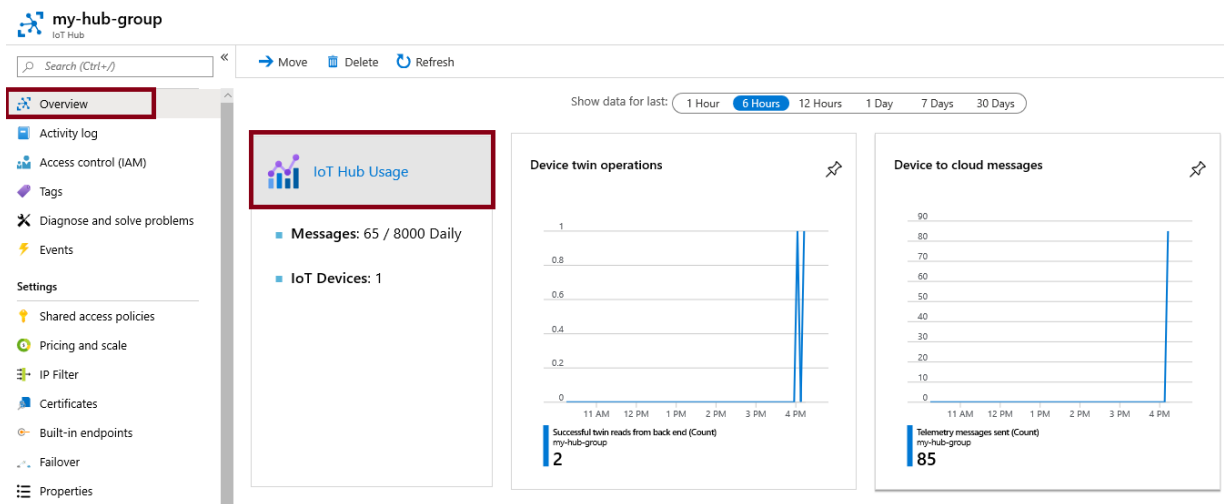 my-hub-group
IoT Hub
Search (Ctrl+/)
«
Overview
Activity log
Access control (IAM)
Tags
Diagnose and solve problems
Events
Settings
Shared access policies
Pricing and scale
IP Filter
Certificates
Built-in endpoints
Failover
Properties
Move Delete Refresh
Show data for last: 1 Hour 6 Hours 12 Hours 1 Day 7 Days 30 Days
IoT Hub Usage
Messages: 65 / 8000 Daily
IoT Devices: 1
Device twin operations
1
0.8
0.6
0.4
0.2
0
11 AM 12 PM 1 PM 2 PM 3 PM 4 PM
Successful twin reads from back end (Count)
my-hub-group
2
Device to cloud messages
90
80
70
60
50
40
30
20
10
0
11 AM 12 PM 1 PM 2 PM 3 PM 4 PM
Telemetry messages sent (Count)
my-hub-group
85